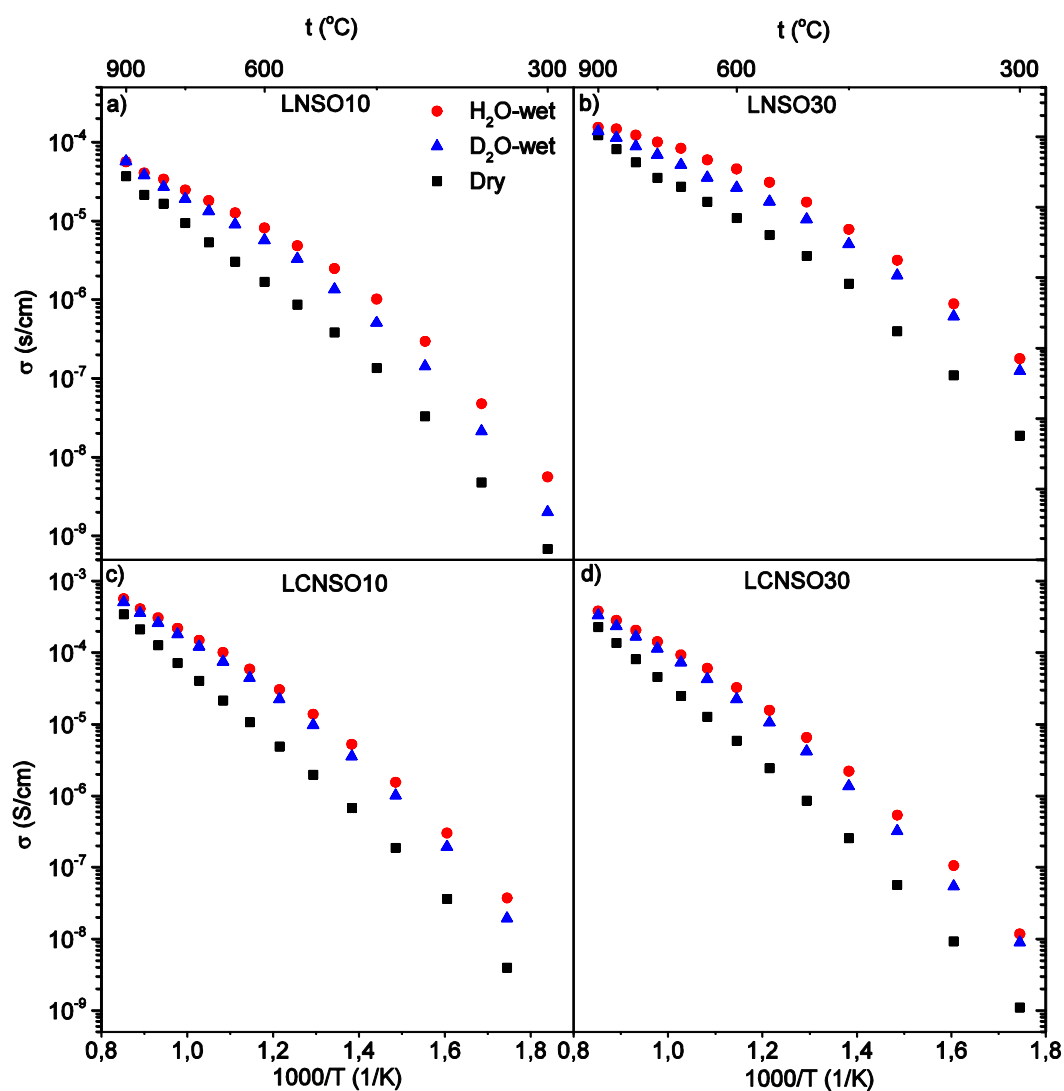 t (°C)
t (°C)
900 600 300
900 600 300
a) LNSO10
b) LNSO30
H₂O-wet
D₂O-wet
Dry
10⁻⁴
10⁻⁵
10⁻⁶
10⁻⁷
10⁻⁸
10⁻⁹
σ (s/cm)
c) LCNSO10
d) LCNSO30
10⁻³
10⁻⁴
10⁻⁵
10⁻⁶
10⁻⁷
10⁻⁸
10⁻⁹
σ (S/cm)
0,8 1,0 1,2 1,4 1,6 0,8 1,0 1,2 1,4 1,6 1,8
1000/T (1/K)
1000/T (1/K)